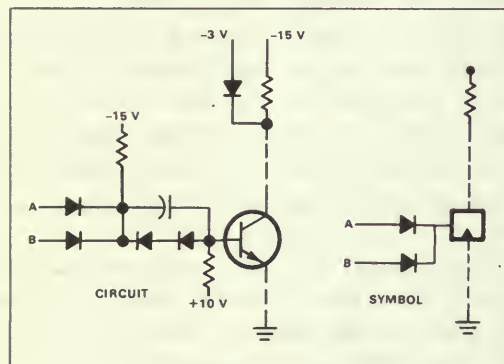 −3 V −15 V
−15 V
A
B
CIRCUIT
+10 V
A
B
SYMBOL